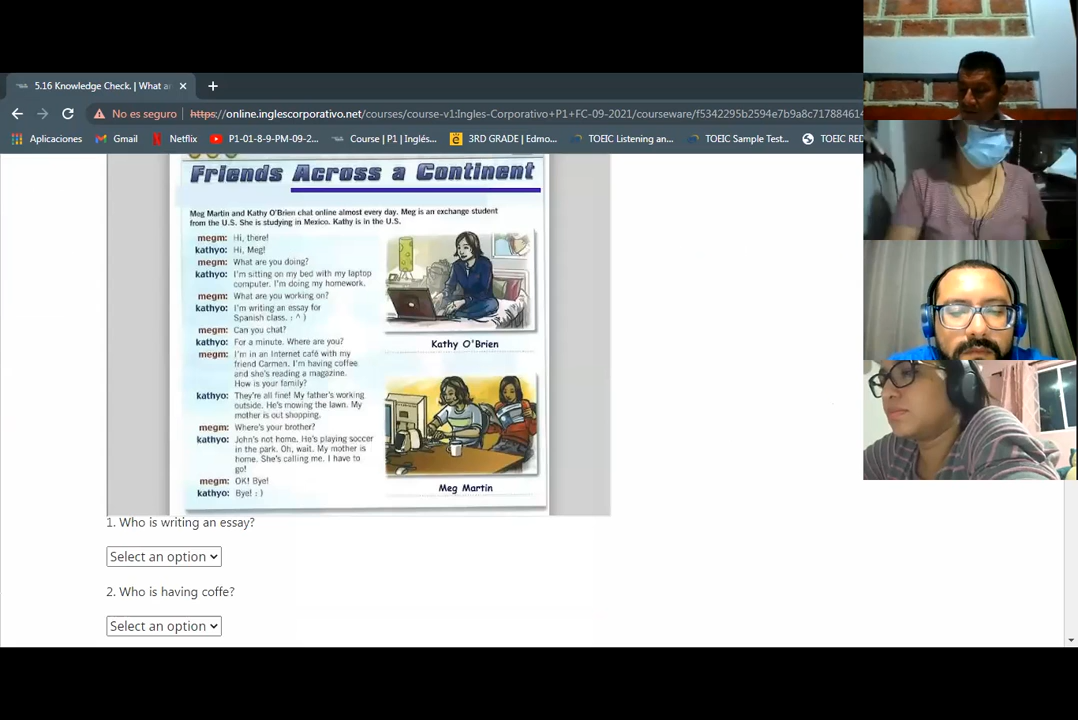 5.16 Knowledge Check. | What a
No es seguro
https://online.inglescorporativo.net/courses/course-v1:Ingles-Corporativo+P1+FC-09-2021/courseware/f5342295b2594e7b9a8c717884614
Aplicaciones Gmail Netflix P1-01-8-9-PM-09-2... Course | P1 | Inglés... 3RD GRADE | Edmo... TOEIC Listening an... TOEIC Sample Test... TOEIC RED
Friends Across a Continent
Meg Martin and Kathy O'Brien chat online almost every day. Meg is an exchange student
from the U.S. She is studying in Mexico. Kathy is in the U.S.
megm: Hi, there!
kathyo: Hi, Meg!
megm: What are you doing?
kathyo: I'm sitting on my bed with my laptop
computer. I'm doing my homework.
megm: What are you working on?
kathyo: I'm writing an essay for
Spanish class. : ^ )
megm: Can you chat?
kathyo: For a minute. Where are you?
megm: I'm in an Internet café with my
friend Carmen. I'm having coffee
and she's reading a magazine.
How is your family?
kathyo: They're all fine! My father's working
outside. He's mowing the lawn. My
mother is out shopping.
megm: Where's your brother?
kathyo: John's not home. He's playing soccer
in the park. Oh, wait. My mother is
home. She's calling me. I have to
go!
megm: OK! Bye!
kathyo: Bye! : )
Kathy O'Brien
Meg Martin
1. Who is writing an essay?
Select an option
2. Who is having coffe?
Select an option